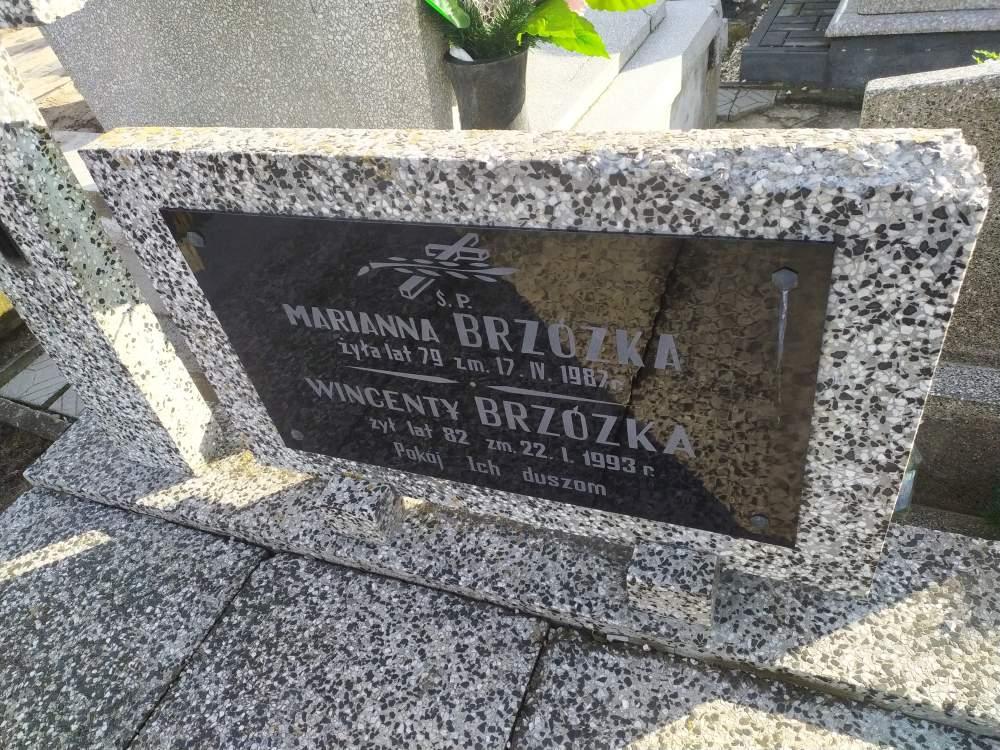 Ś.P.
MARIANNA BRZÓZKA
żyła lat 79 zm. 17. IV. 1987 r.
WINCENTY BRZÓZKA
żył lat 82 zm. 22. I. 1993 r.
Pokój Ich duszom